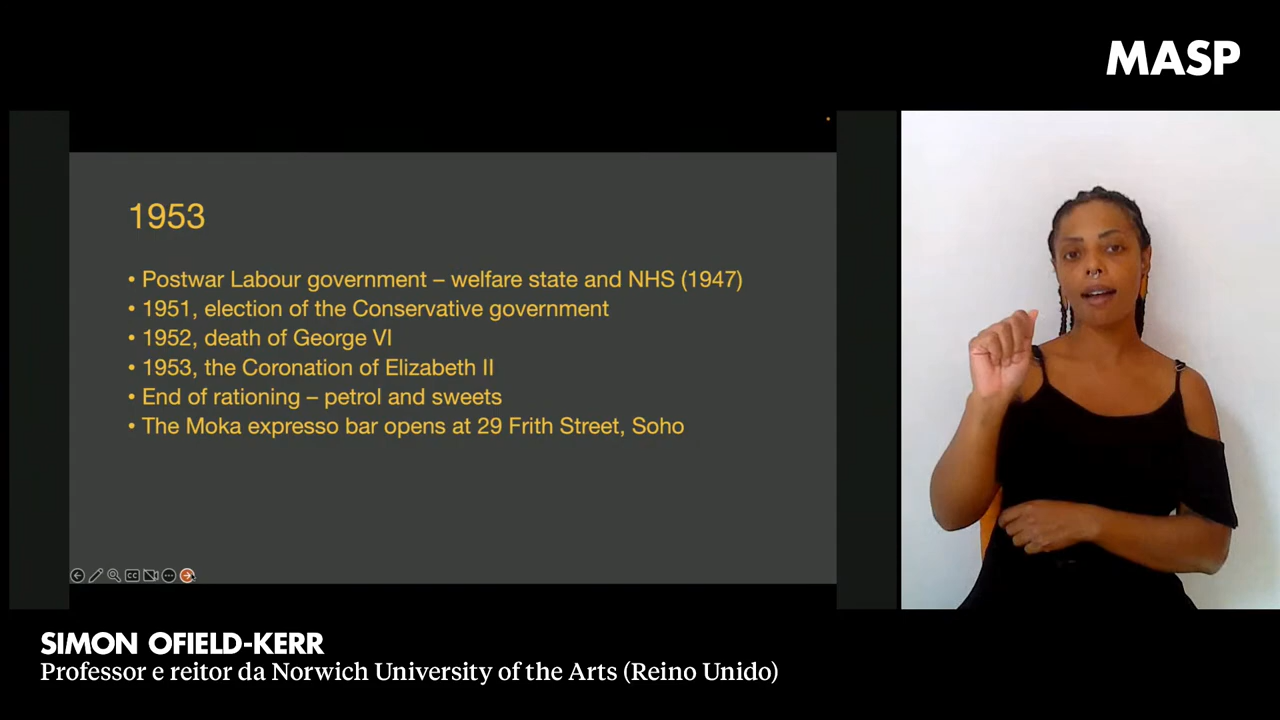 MASP
1953
• Postwar Labour government – welfare state and NHS (1947)
• 1951, election of the Conservative government
• 1952, death of George VI
• 1953, the Coronation of Elizabeth II
• End of rationing – petrol and sweets
• The Moka expresso bar opens at 29 Frith Street, Soho
CC
SIMON OFIELD-KERR
Professor e reitor da Norwich University of the Arts (Reino Unido)